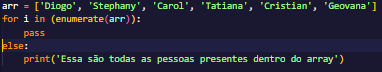 arr = ['Diogo', 'Stephany', 'Carol', 'Tatiana', 'Cristian', 'Geovana']
for i in (enumerate(arr)):
    pass
else:
    print('Essa são todas as pessoas presentes dentro do array')